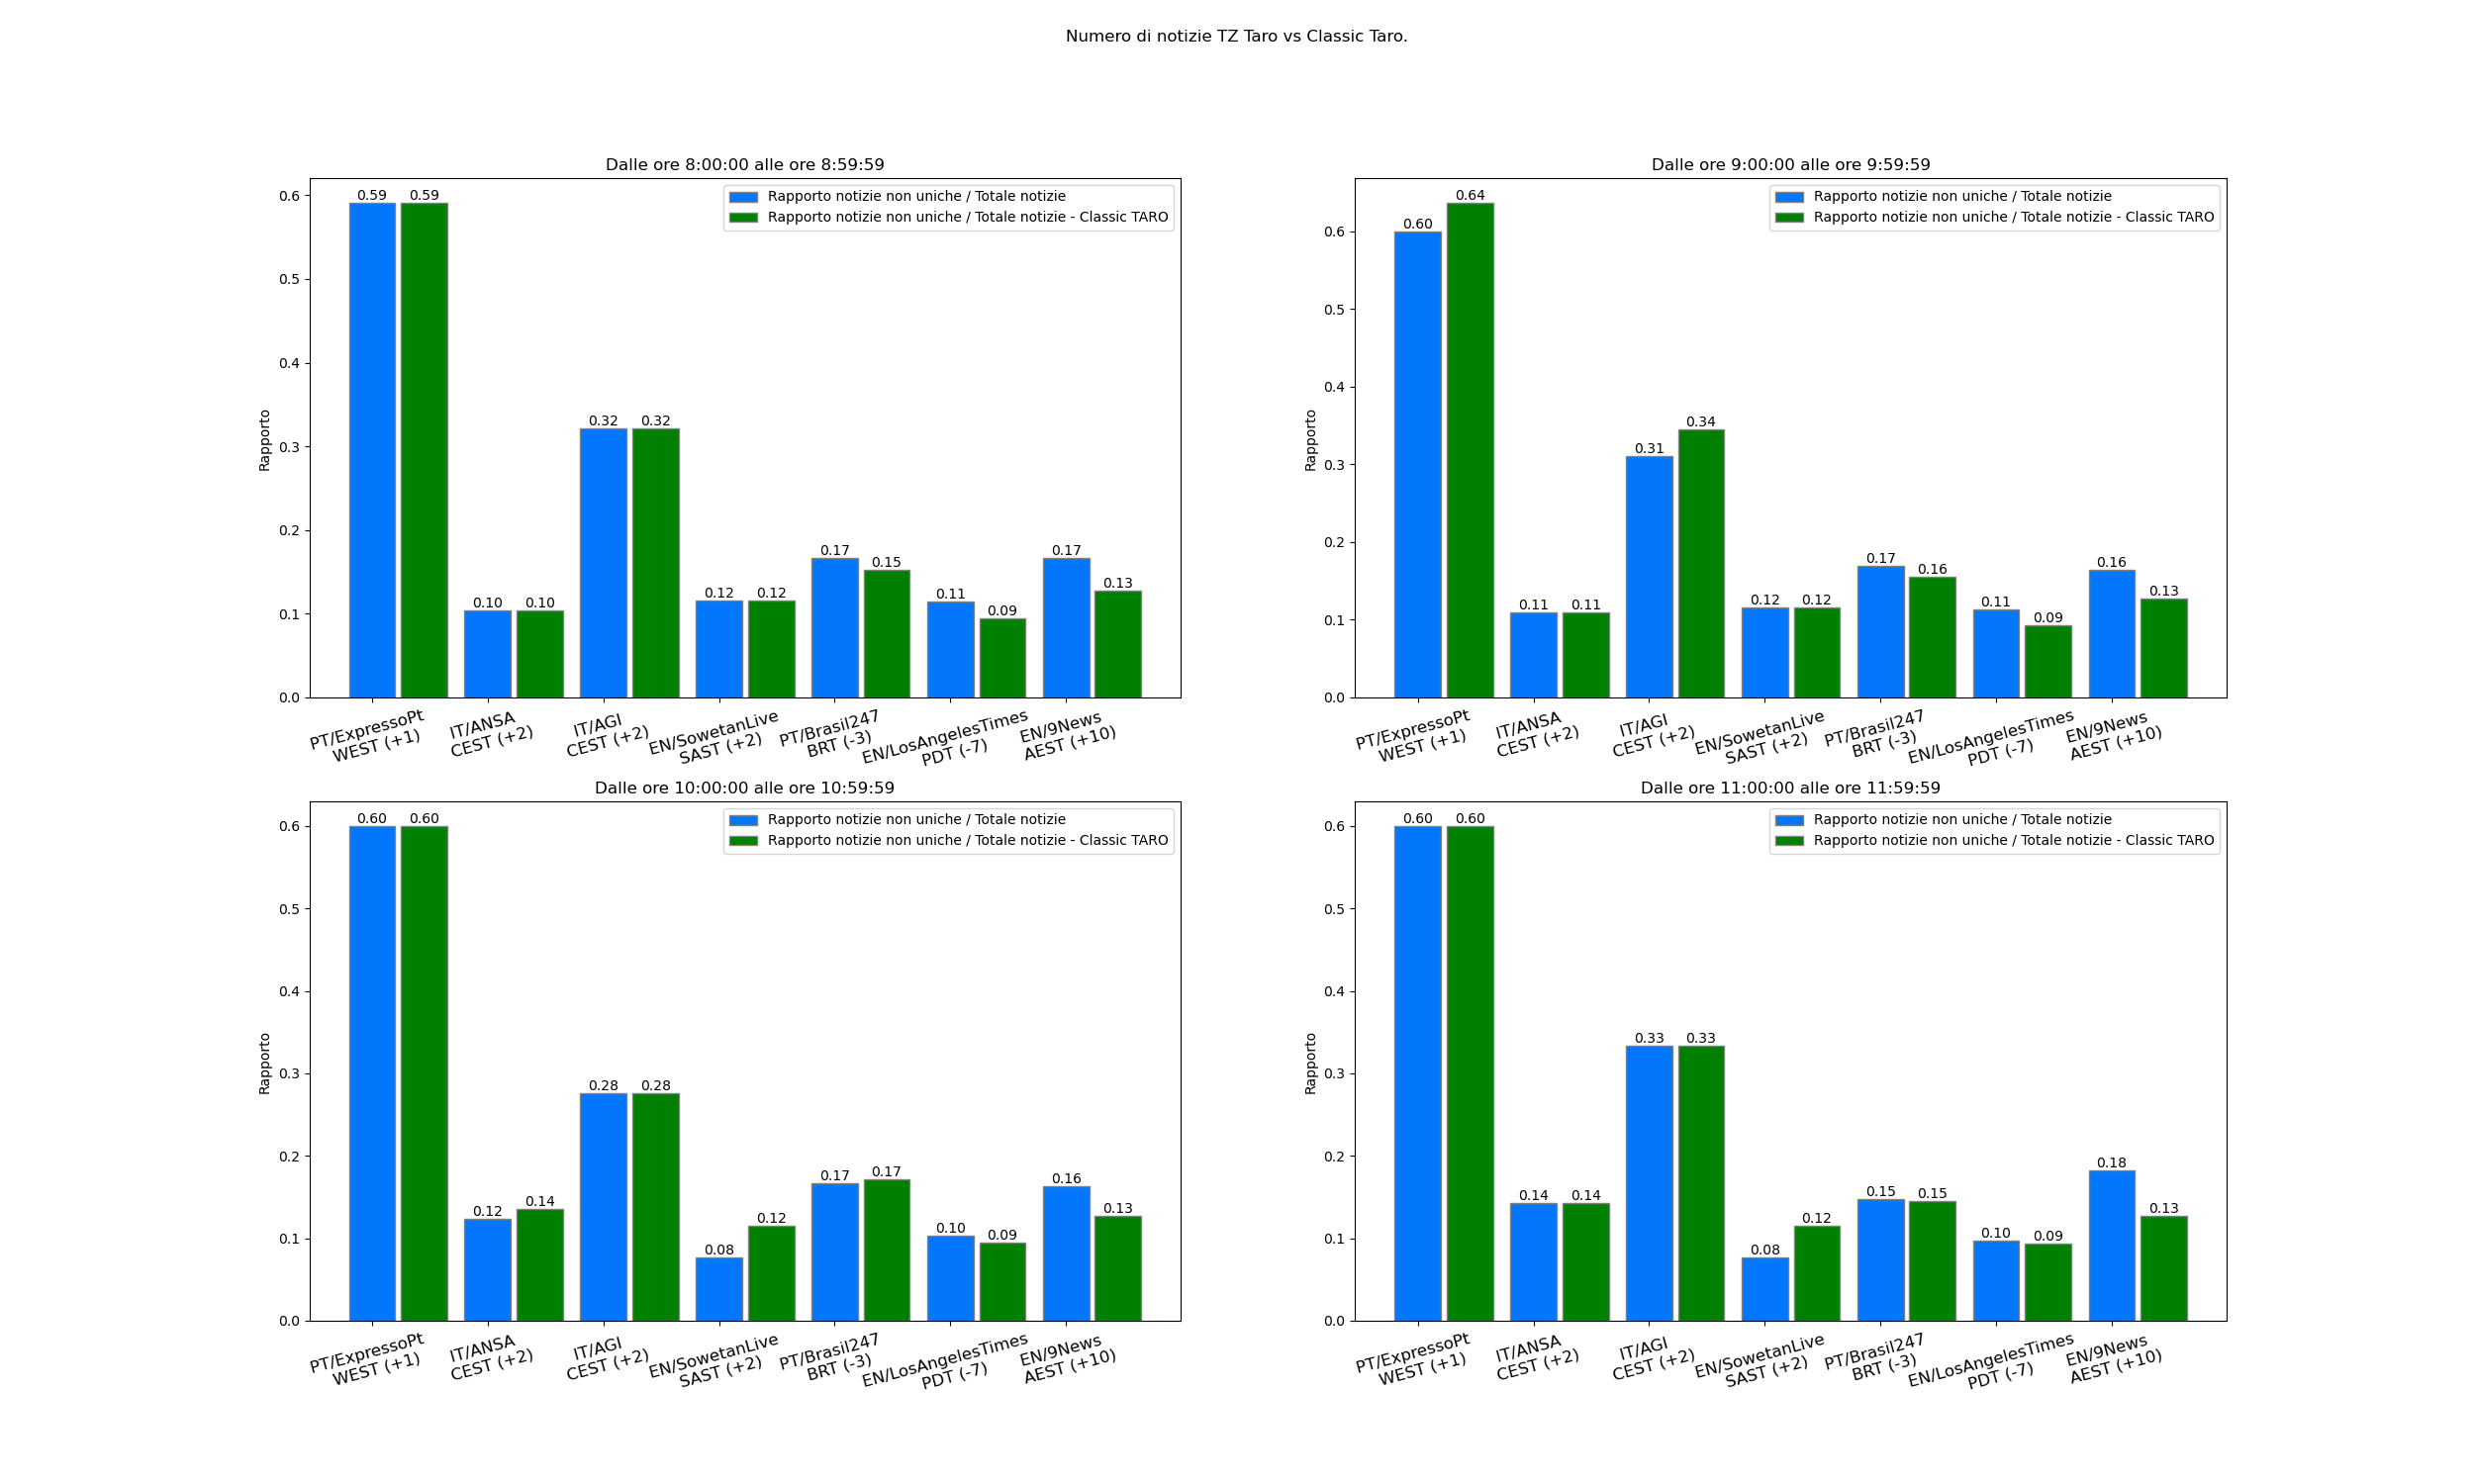 Numero di notizie TZ Taro vs Classic Taro.
Dalle ore 8:00:00 alle ore 8:59:59
Rapporto notizie non uniche / Totale notizie
Rapporto notizie non uniche / Totale notizie - Classic TARO
Rapporto
0.6
0.5
0.4
0.3
0.2
0.1
0.0
0.59
0.59
0.10
0.10
0.32
0.32
0.12
0.12
0.17
0.15
0.11
0.09
0.17
0.13
PT/ExpressoPt
WEST (+1)
IT/ANSA
CEST (+2)
IT/AGI
CEST (+2)
EN/SowetanLive
SAST (+2)
PT/Brasil247
BRT (-3)
EN/LosAngelesTimes
PDT (-7)
EN/9News
AEST (+10)
Dalle ore 9:00:00 alle ore 9:59:59
Rapporto notizie non uniche / Totale notizie
Rapporto notizie non uniche / Totale notizie - Classic TARO
Rapporto
0.6
0.5
0.4
0.3
0.2
0.1
0.0
0.60
0.64
0.11
0.11
0.31
0.34
0.12
0.12
0.17
0.16
0.11
0.09
0.16
0.13
PT/ExpressoPt
WEST (+1)
IT/ANSA
CEST (+2)
IT/AGI
CEST (+2)
EN/SowetanLive
SAST (+2)
PT/Brasil247
BRT (-3)
EN/LosAngelesTimes
PDT (-7)
EN/9News
AEST (+10)
Dalle ore 10:00:00 alle ore 10:59:59
Rapporto notizie non uniche / Totale notizie
Rapporto notizie non uniche / Totale notizie - Classic TARO
Rapporto
0.6
0.5
0.4
0.3
0.2
0.1
0.0
0.60
0.60
0.12
0.14
0.28
0.28
0.08
0.12
0.17
0.17
0.10
0.09
0.16
0.13
PT/ExpressoPt
WEST (+1)
IT/ANSA
CEST (+2)
IT/AGI
CEST (+2)
EN/SowetanLive
SAST (+2)
PT/Brasil247
BRT (-3)
EN/LosAngelesTimes
PDT (-7)
EN/9News
AEST (+10)
Dalle ore 11:00:00 alle ore 11:59:59
Rapporto notizie non uniche / Totale notizie
Rapporto notizie non uniche / Totale notizie - Classic TARO
Rapporto
0.6
0.5
0.4
0.3
0.2
0.1
0.0
0.60
0.60
0.14
0.14
0.33
0.33
0.08
0.12
0.15
0.15
0.10
0.09
0.18
0.13
PT/ExpressoPt
WEST (+1)
IT/ANSA
CEST (+2)
IT/AGI
CEST (+2)
EN/SowetanLive
SAST (+2)
PT/Brasil247
BRT (-3)
EN/LosAngelesTimes
PDT (-7)
EN/9News
AEST (+10)